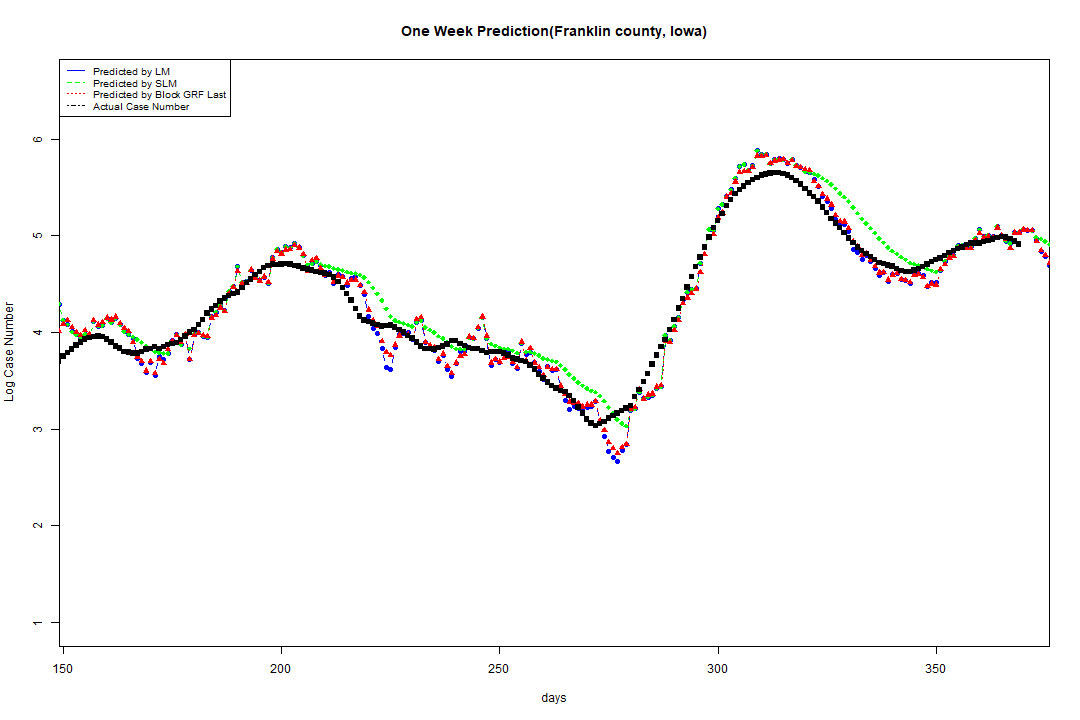 One Week Prediction(Franklin county, Iowa)
Predicted by LM
Predicted by SLM
Predicted by Block GRF Last
Actual Case Number
6
5
4
3
2
1
Log Case Number
150 200 250 300 350
days